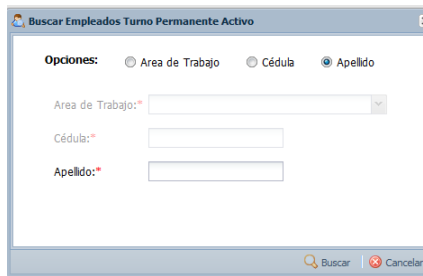 Buscar Empleados Turno Permanente Activo
Opciones: Area de Trabajo Cédula Apellido
Area de Trabajo:*
Cédula:*
Apellido:*
Buscar Cancelar